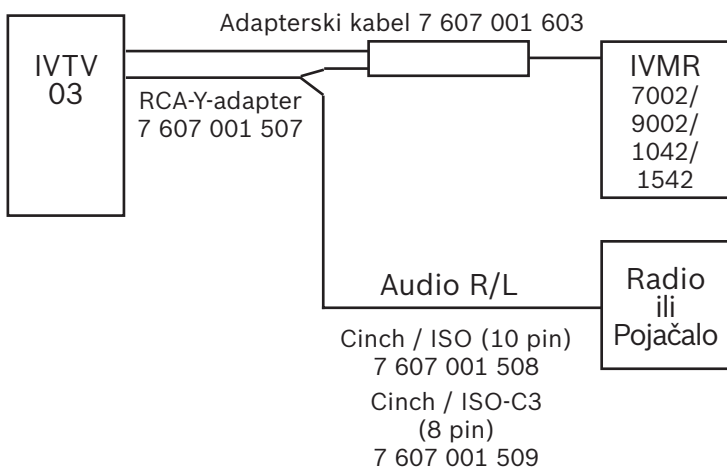 Adapterski kabel 7 607 001 603
IVTV
03
RCA-Y-adapter
7 607 001 507
IVMR
7002/
9002/
1042/
1542
Audio R/L
Radio
ili
Pojačalo
Cinch / ISO (10 pin)
7 607 001 508
Cinch / ISO-C3
(8 pin)
7 607 001 509